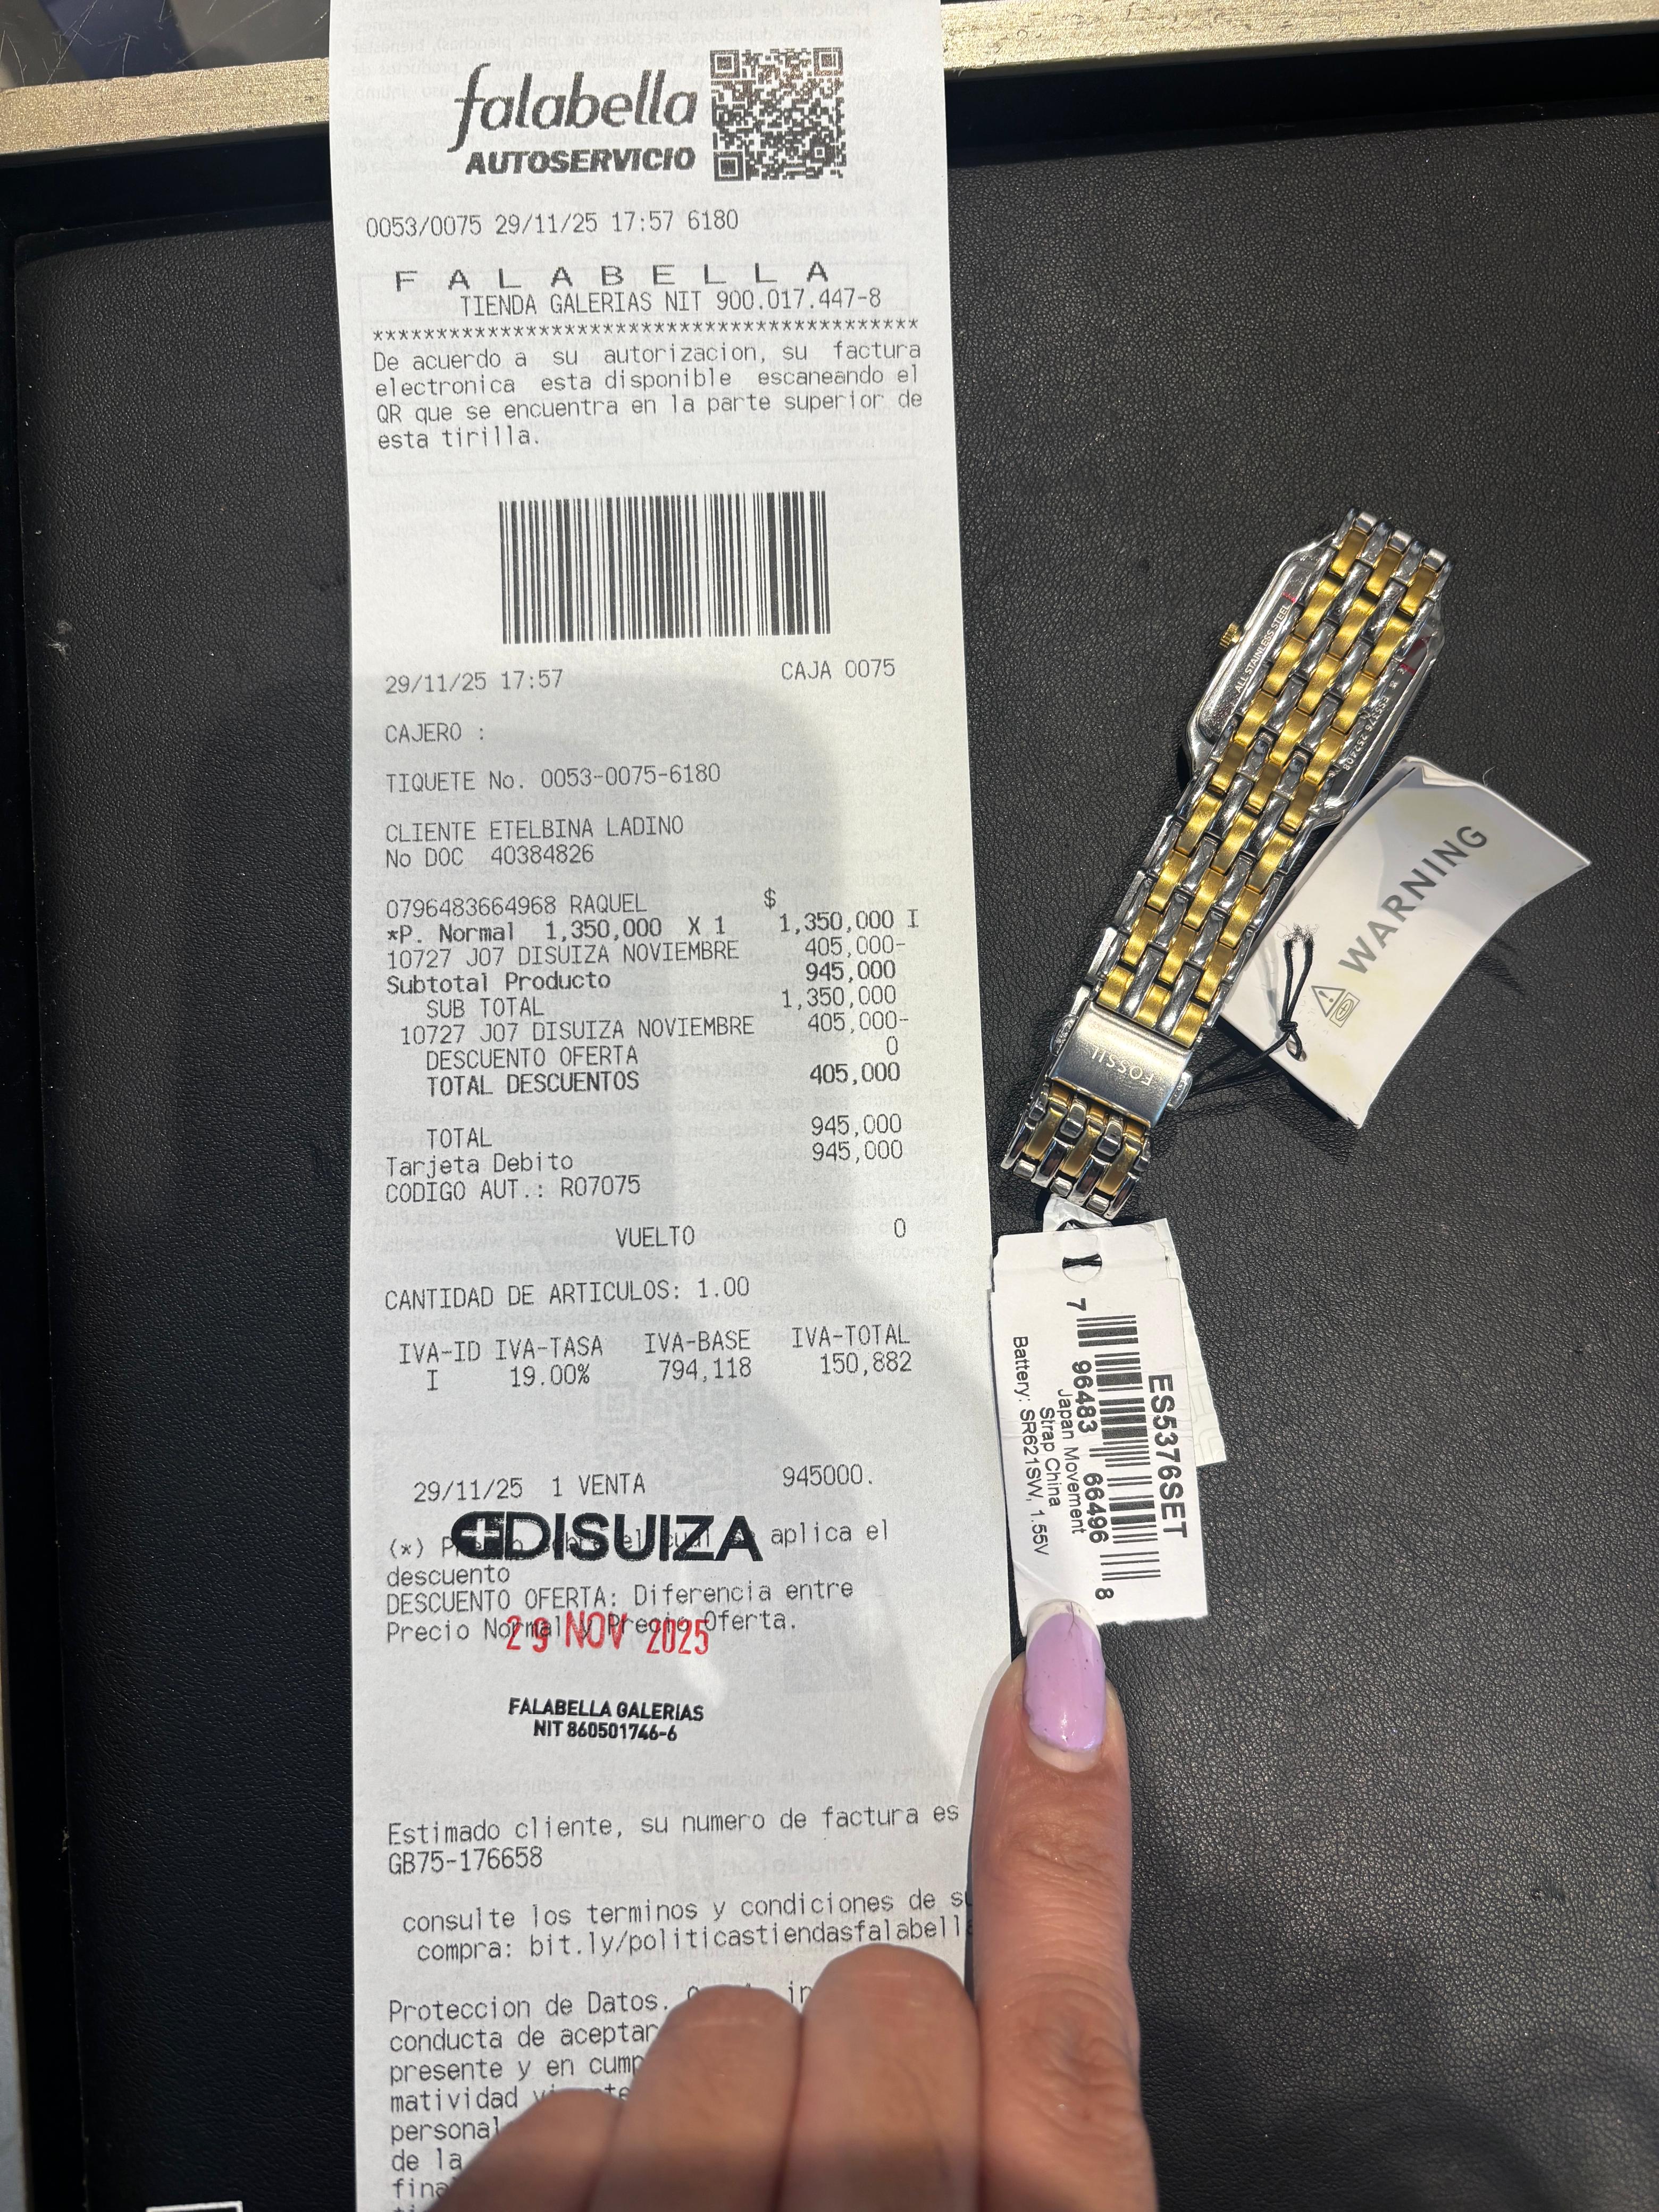 falabella
AUTOSERVICIO
0053/0075 29/11/25 17:57 6180
F A L A B E L L A
TIENDA GALERIAS NIT 900.017.447-8
*******************************************
De acuerdo a su autorizacion, su factura
electronica esta disponible escaneando el
QR que se encuentra en la parte superior de
esta tirilla.
29/11/25 17:57 CAJA 0075
CAJERO :
TIQUETE No. 0053-0075-6180
CLIENTE ETELBINA LADINO
No DOC 40384826
0796483664968 RAQUEL $
*P. Normal 1,350,000 X 1 1,350,000 I
10727 J07 DISUIZA NOVIEMBRE 405,000-
Subtotal Producto 945,000
SUB TOTAL 1,350,000
10727 J07 DISUIZA NOVIEMBRE 405,000-
DESCUENTO OFERTA 0
TOTAL DESCUENTOS 405,000
TOTAL 945,000
Tarjeta Debito 945,000
CODIGO AUT.: R07075
VUELTO 0
CANTIDAD DE ARTICULOS: 1.00
IVA-ID IVA-TASA IVA-BASE IVA-TOTAL
I 19.00% 794,118 150,882
29/11/25 1 VENTA 945000.
DISUIZA
(*) aplica el
descuento
DESCUENTO OFERTA: Diferencia entre
Precio Normal y Precio Oferta.
29 NOV 2025
FALABELLA GALERIAS
NIT 860501746-6
Estimado cliente, su numero de factura es
GB75-176658
consulte los terminos y condiciones de su
compra: bit.ly/politicastiendasfalabella
Proteccion de Datos.
conducta de aceptar
presente y en cump
matividad
personal
de la
fina
ALL STAINLESS STEEL
FOSSIL
WARNING
ES5376SET
7 96483 66496 8
Japan Movement
Strap China
Battery: SR621SW, 1.55V